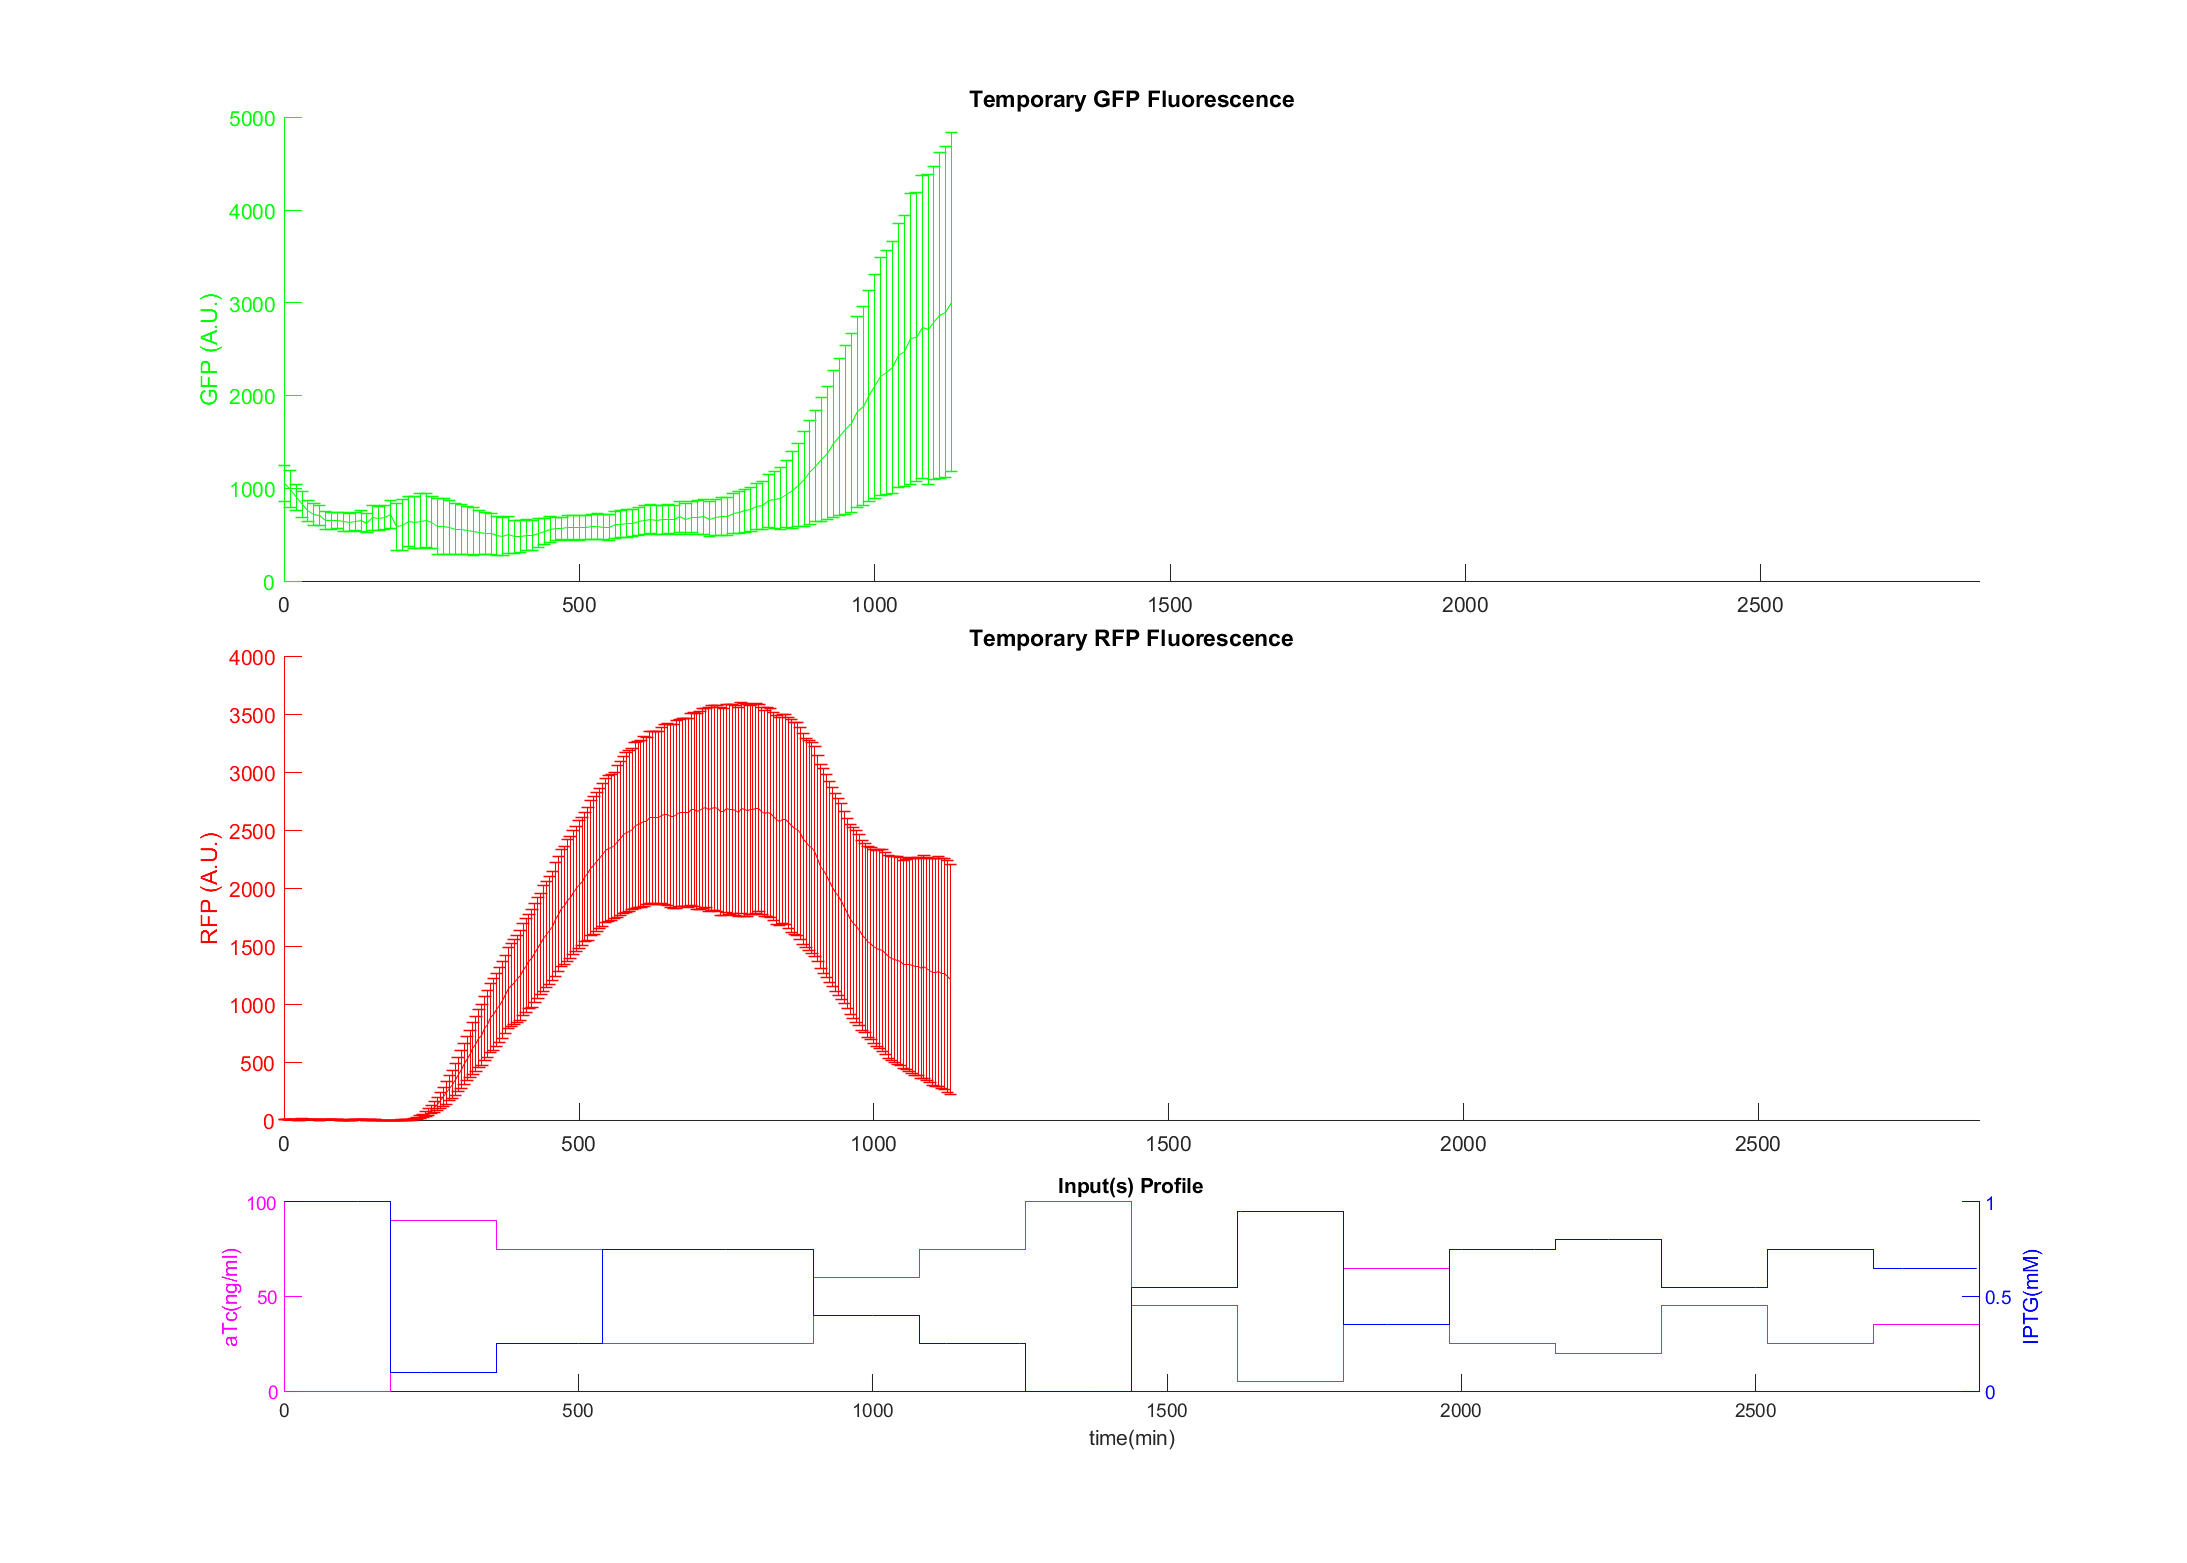 Temporary GFP Fluorescence
GFP (A.U.)
5000
4000
3000
2000
1000
0
0 500 1000 1500 2000 2500
Temporary RFP Fluorescence
RFP (A.U.)
4000
3500
3000
2500
2000
1500
1000
500
0
0 500 1000 1500 2000 2500
Input(s) Profile
aTc(ng/ml)
100
50
0
1
0.5
0
IPTG(mM)
0 500 1000 1500 2000 2500
time(min)